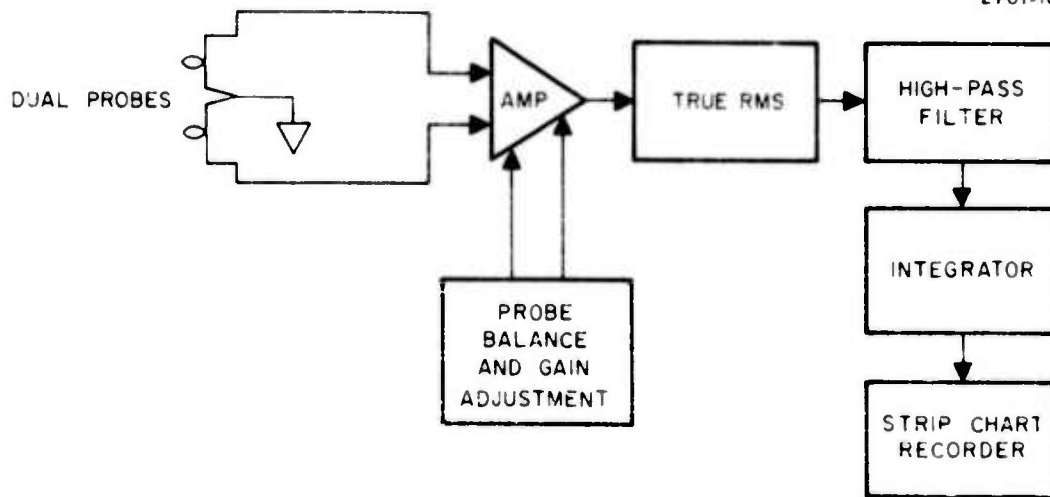 DUAL PROBES
AMP
TRUE RMS
HIGH-PASS
FILTER
INTEGRATOR
PROBE
BALANCE
AND GAIN
ADJUSTMENT
STRIP CHART
RECORDER